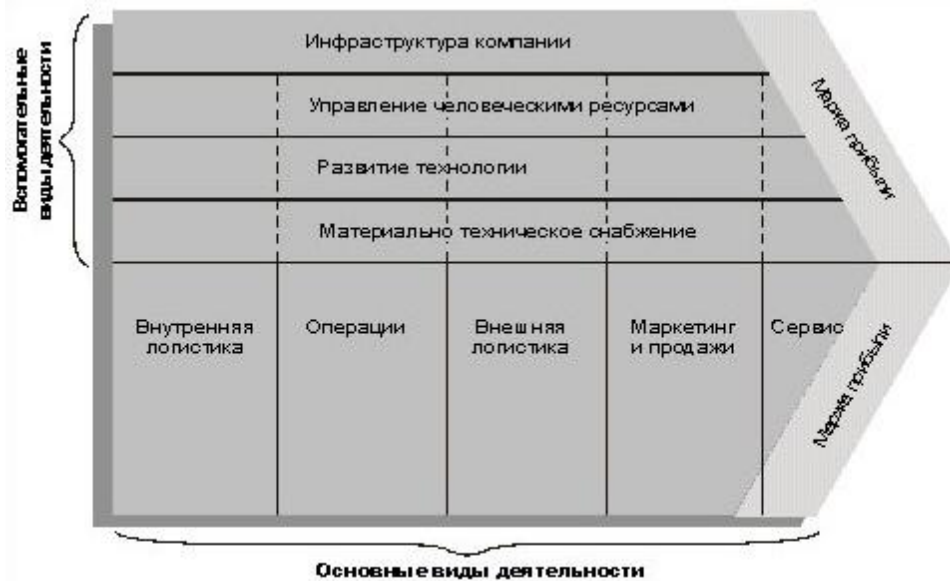 Вспомогательные
виды деятельности
Инфраструктура компании
Управление человеческими ресурсами
Развитие технологии
Материально техническое снабжение
Маржа прибыли
Внутренняя
логистика
Операции
Внешняя
логистика
Маркетинг
и продажи
Сервис
Маржа прибыли
Основные виды деятельности